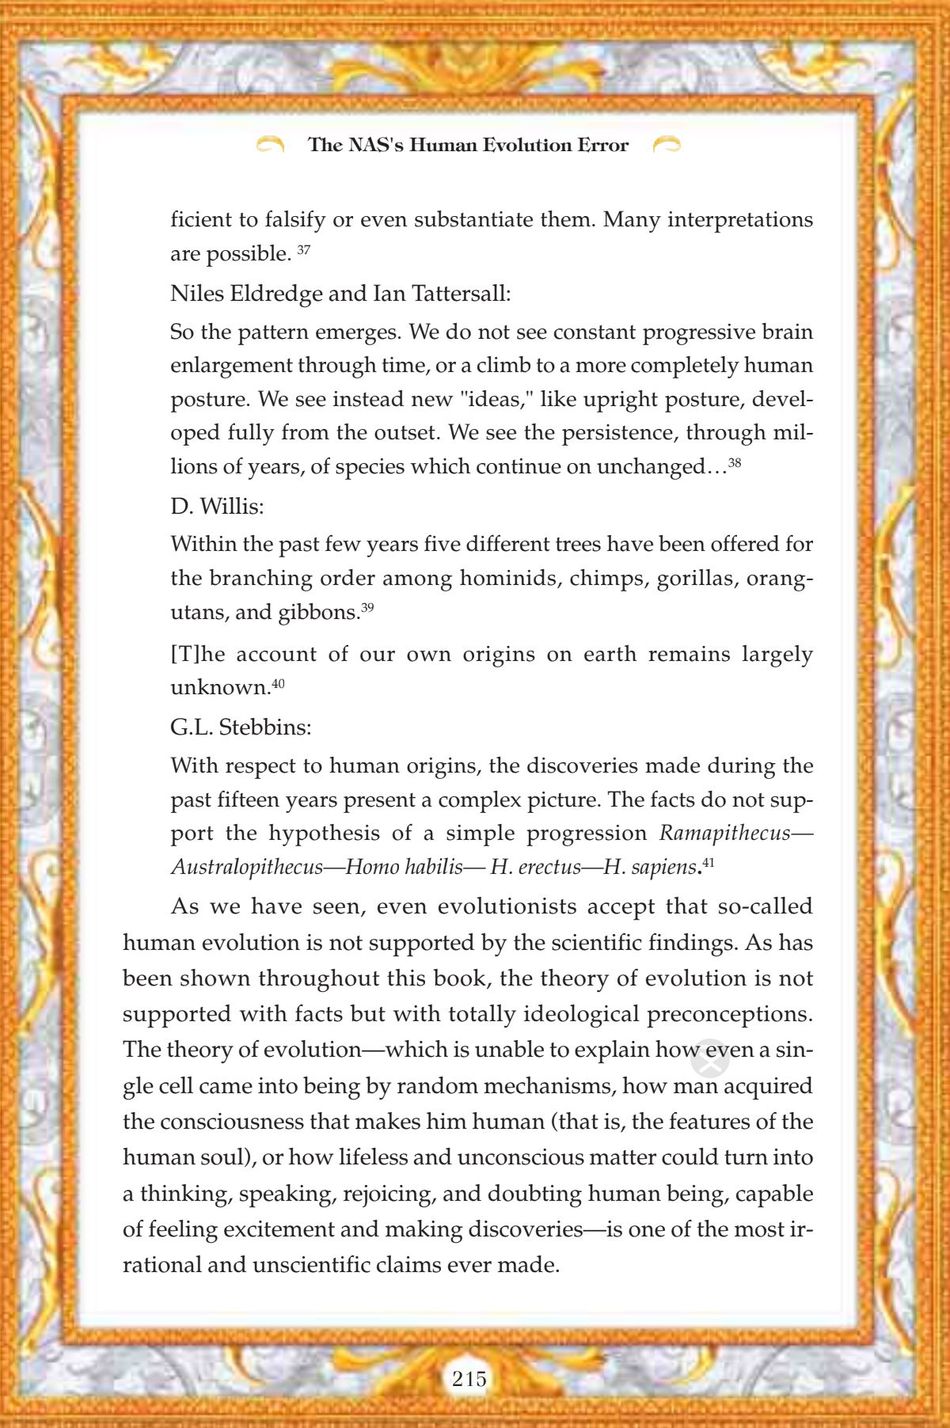 The NAS's Human Evolution Error
ficient to falsify or even substantiate them. Many interpretations
are possible. 37
Niles Eldredge and Ian Tattersall:
So the pattern emerges. We do not see constant progressive brain
enlargement through time, or a climb to a more completely human
posture. We see instead new "ideas," like upright posture, devel-
oped fully from the outset. We see the persistence, through mil-
lions of years, of species which continue on unchanged…38
D. Willis:
Within the past few years five different trees have been offered for
the branching order among hominids, chimps, gorillas, orang-
utans, and gibbons.39
[T]he account of our own origins on earth remains largely
unknown.40
G.L. Stebbins:
With respect to human origins, the discoveries made during the
past fifteen years present a complex picture. The facts do not sup-
port the hypothesis of a simple progression Ramapithecus—
Australopithecus—Homo habilis— H. erectus—H. sapiens.41
As we have seen, even evolutionists accept that so-called
human evolution is not supported by the scientific findings. As has
been shown throughout this book, the theory of evolution is not
supported with facts but with totally ideological preconceptions.
The theory of evolution—which is unable to explain how even a sin-
gle cell came into being by random mechanisms, how man acquired
the consciousness that makes him human (that is, the features of the
human soul), or how lifeless and unconscious matter could turn into
a thinking, speaking, rejoicing, and doubting human being, capable
of feeling excitement and making discoveries—is one of the most ir-
rational and unscientific claims ever made.
215